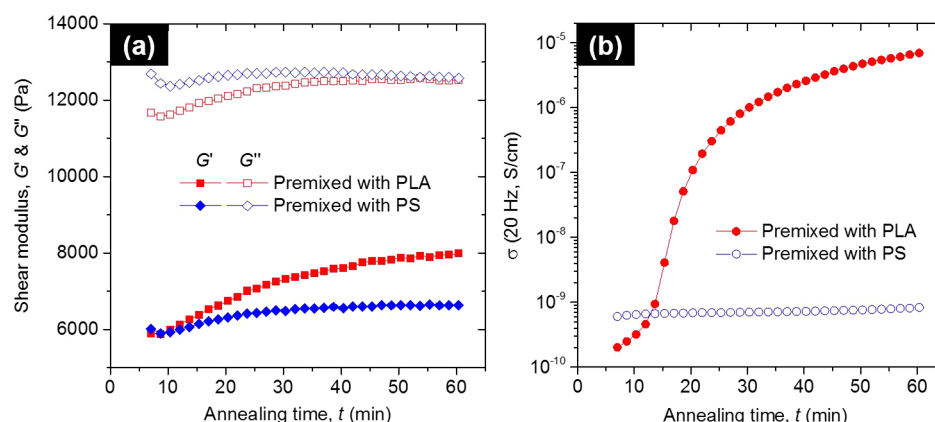 (a)
14000
12000
10000
8000
6000
Shear modulus, G' & G'' (Pa)
G' G''
Premixed with PLA
Premixed with PS
0 10 20 30 40 50 60
Annealing time, t (min)
(b)
10⁻⁵
10⁻⁶
10⁻⁷
10⁻⁸
10⁻⁹
10⁻¹⁰
σ (20 Hz, S/cm)
Premixed with PLA
Premixed with PS
0 10 20 30 40 50 60
Annealing time, t (min)